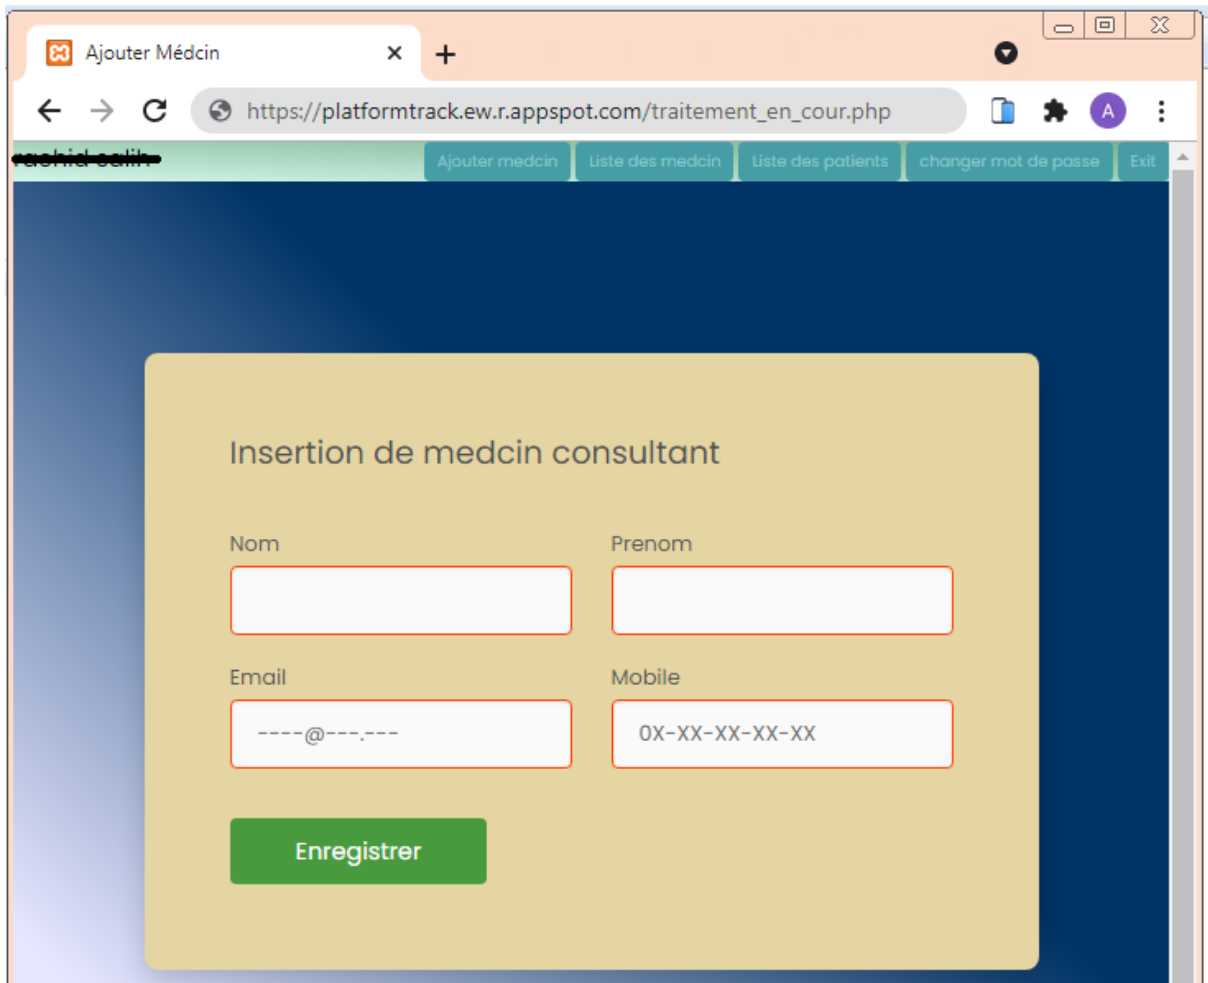 Ajouter Médcin
https://platformtrack.ew.r.appspot.com/traitement_en_cour.php
A
Ajouter medcin Liste des medcin Liste des patients changer mot de passe Exit
Insertion de medcin consultant
Nom Prenom
Email Mobile
----@---.--- 0X-XX-XX-XX-XX
Enregistrer